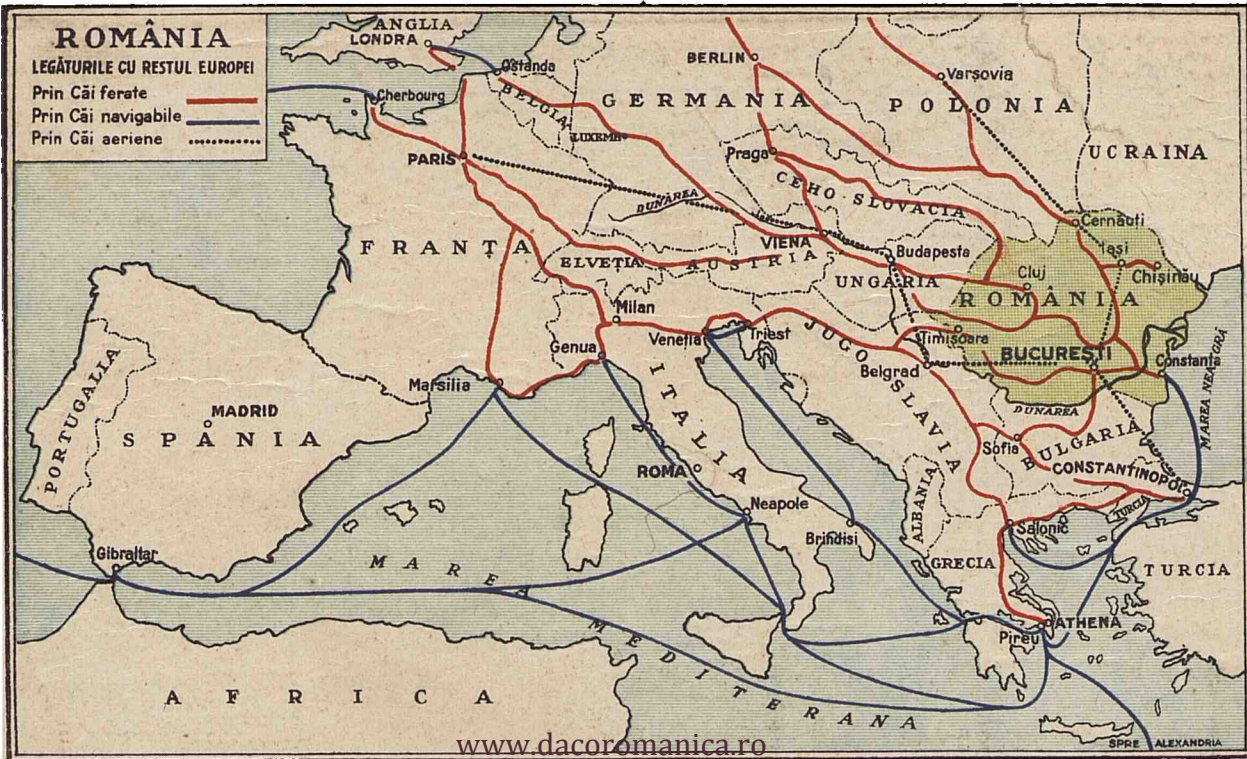 ROMÂNIA
LEGĂTURILE CU RESTUL EUROPEI
Prin Căi ferate
Prin Căi navigabile
Prin Căi aeriene
ANGLIA
LONDRA
Ostanda
Cherbourg
BELGIA
LUXEMB.
PARIS
BERLIN
GERMANIA
Varșovia
POLONIA
UCRAINA
Praga
CEHO SLOVACIA
DUNĂREA
VIENA
FRANȚA
ELVEȚIA
AUSTRIA
Budapesta
UNGARIA
Cernăuți
Iași
Chișinău
Cluj
ROMÂNIA
Timișoara
BUCUREȘTI
Constanța
Milan
Veneția
Triest
Genua
Marsilia
JUGOSLAVIA
Belgrad
DUNĂREA
MAREA NEAGRĂ
PORTUGALIA
MADRID
SPANIA
ITALIA
ROMA
Neapole
Brindisi
Sofia
BULGARIA
CONSTANTINOPOL
ALBANIA
Salonic
TURCIA
GRECIA
TURCIA
Gibraltar
MAREA
MEDITERANA
ATHENA
Pireu
AFRICA
SPRE ALEXANDRIA
www.dacoromanica.ro